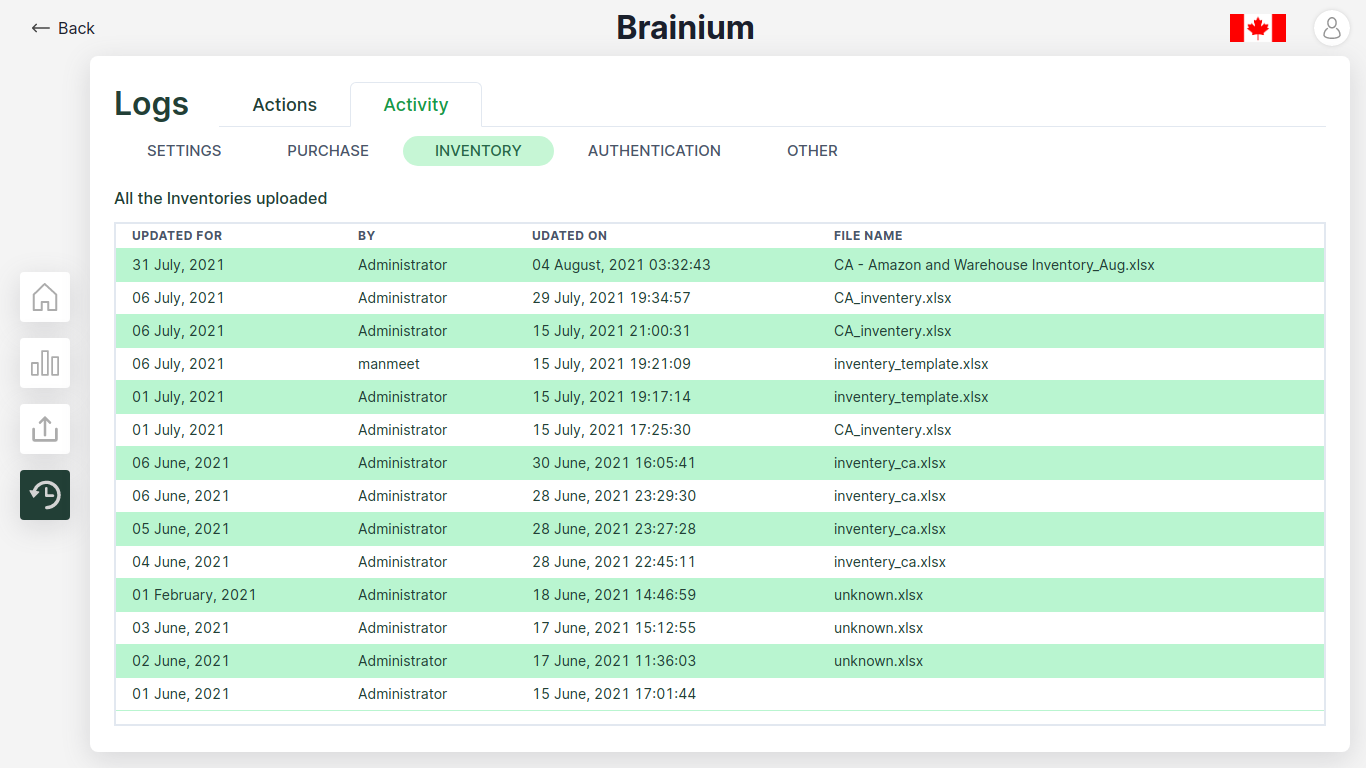 Back
Brainium
Logs Actions Activity
SETTINGS PURCHASE INVENTORY AUTHENTICATION OTHER
All the Inventories uploaded
UPDATED FOR BY UDATED ON FILE NAME
31 July, 2021 Administrator 04 August, 2021 03:32:43 CA - Amazon and Warehouse Inventory_Aug.xlsx
06 July, 2021 Administrator 29 July, 2021 19:34:57 CA_inventery.xlsx
06 July, 2021 Administrator 15 July, 2021 21:00:31 CA_inventery.xlsx
06 July, 2021 manmeet 15 July, 2021 19:21:09 inventery_template.xlsx
01 July, 2021 Administrator 15 July, 2021 19:17:14 inventery_template.xlsx
01 July, 2021 Administrator 15 July, 2021 17:25:30 CA_inventery.xlsx
06 June, 2021 Administrator 30 June, 2021 16:05:41 inventery_ca.xlsx
06 June, 2021 Administrator 28 June, 2021 23:29:30 inventery_ca.xlsx
05 June, 2021 Administrator 28 June, 2021 23:27:28 inventery_ca.xlsx
04 June, 2021 Administrator 28 June, 2021 22:45:11 inventery_ca.xlsx
01 February, 2021 Administrator 18 June, 2021 14:46:59 unknown.xlsx
03 June, 2021 Administrator 17 June, 2021 15:12:55 unknown.xlsx
02 June, 2021 Administrator 17 June, 2021 11:36:03 unknown.xlsx
01 June, 2021 Administrator 15 June, 2021 17:01:44